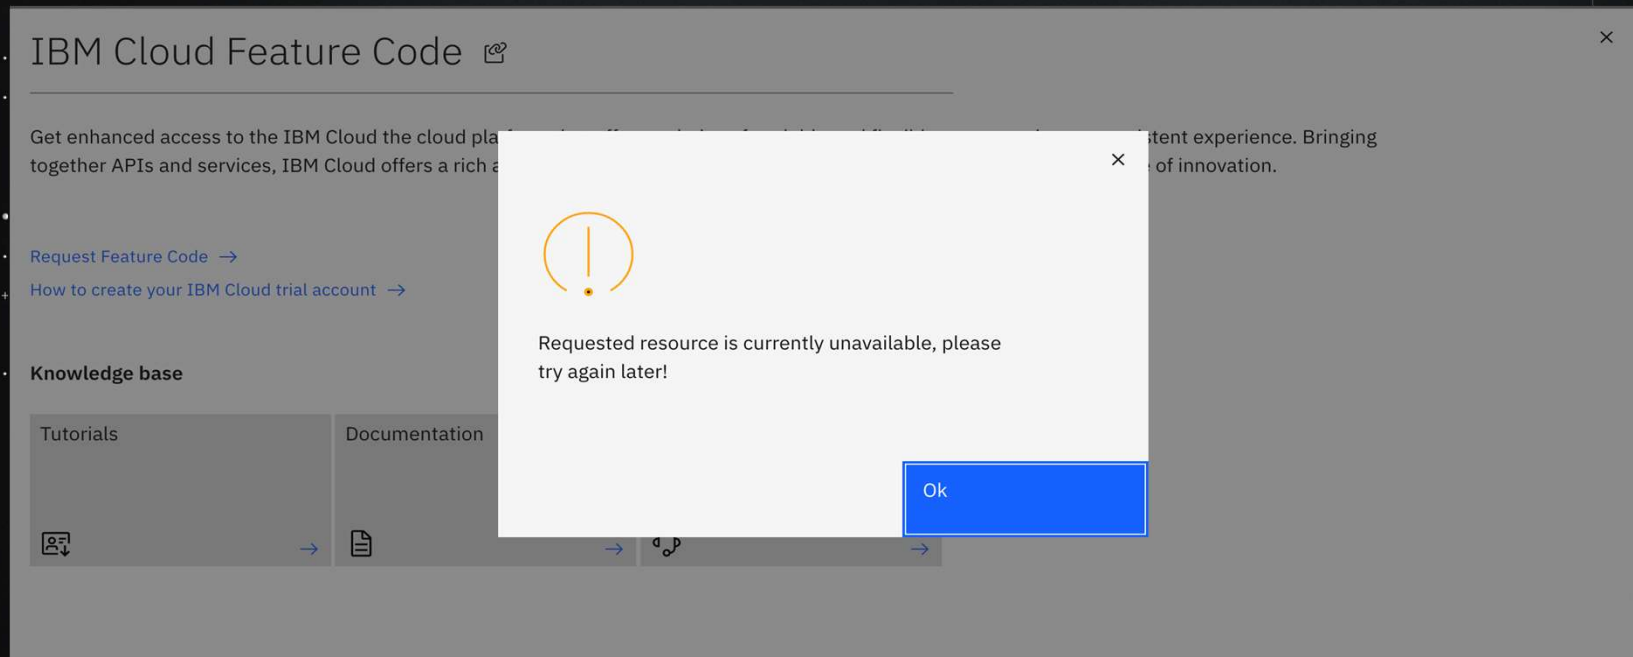 IBM Cloud Feature Code
Get enhanced access to the IBM Cloud the cloud pla stent experience. Bringing
together APIs and services, IBM Cloud offers a rich a of innovation.
Requested resource is currently unavailable, please
try again later!
Ok
Request Feature Code
How to create your IBM Cloud trial account
Knowledge base
Tutorials
Documentation